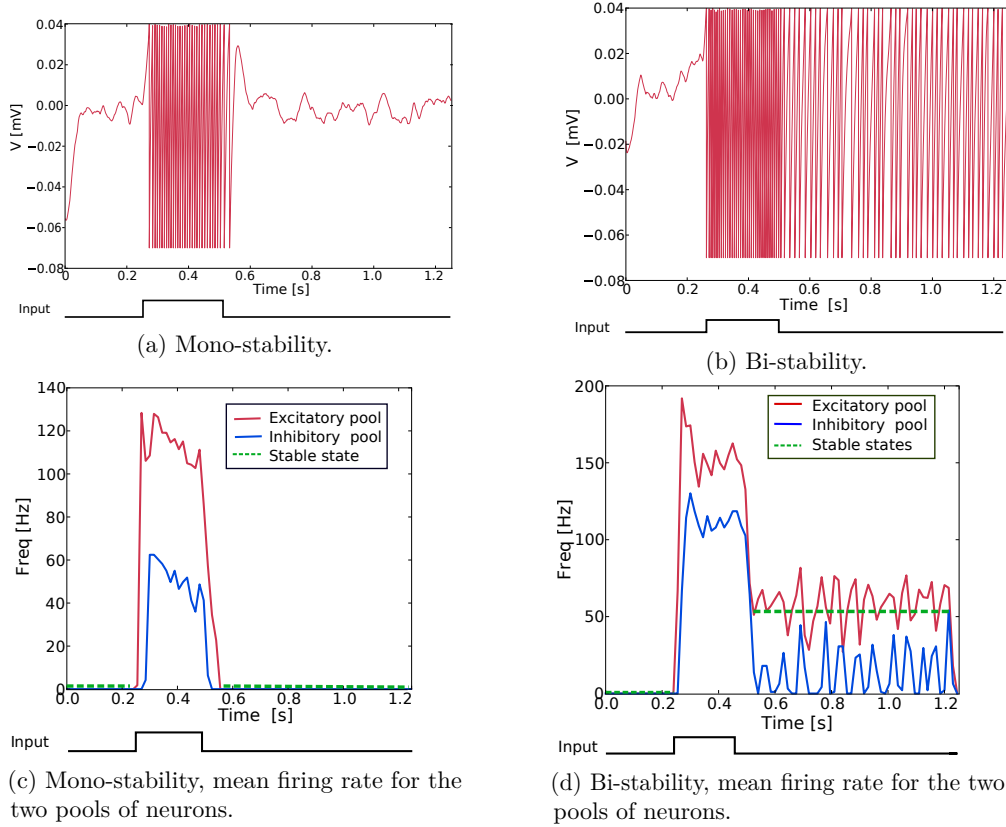 0.04
0.02
0.00
−0.02
−0.04
−0.06
−0.08
V [mV]
0 0.2 0.4 0.6 0.8 1.0 1.2
Time [s]
Input
(a) Mono-stability.
0.04
0.02
0.00
−0.02
−0.04
−0.06
−0.08
V [mV]
0 0.2 0.4 0.6 0.8 1.0 1.2
Time [s]
Input
(b) Bi-stability.
140
120
100
80
60
40
20
0
Freq [Hz]
Excitatory pool
Inhibitory pool
Stable state
0.0 0.2 0.4 0.6 0.8 1.0 1.2
Time [s]
Input
(c) Mono-stability, mean firing rate for the
two pools of neurons.
200
150
100
50
0
Freq [Hz]
Excitatory pool
Inhibitory pool
Stable states
0.0 0.2 0.4 0.6 0.8 1.0 1.2
Time [s]
Input
(d) Bi-stability, mean firing rate for the two
pools of neurons.